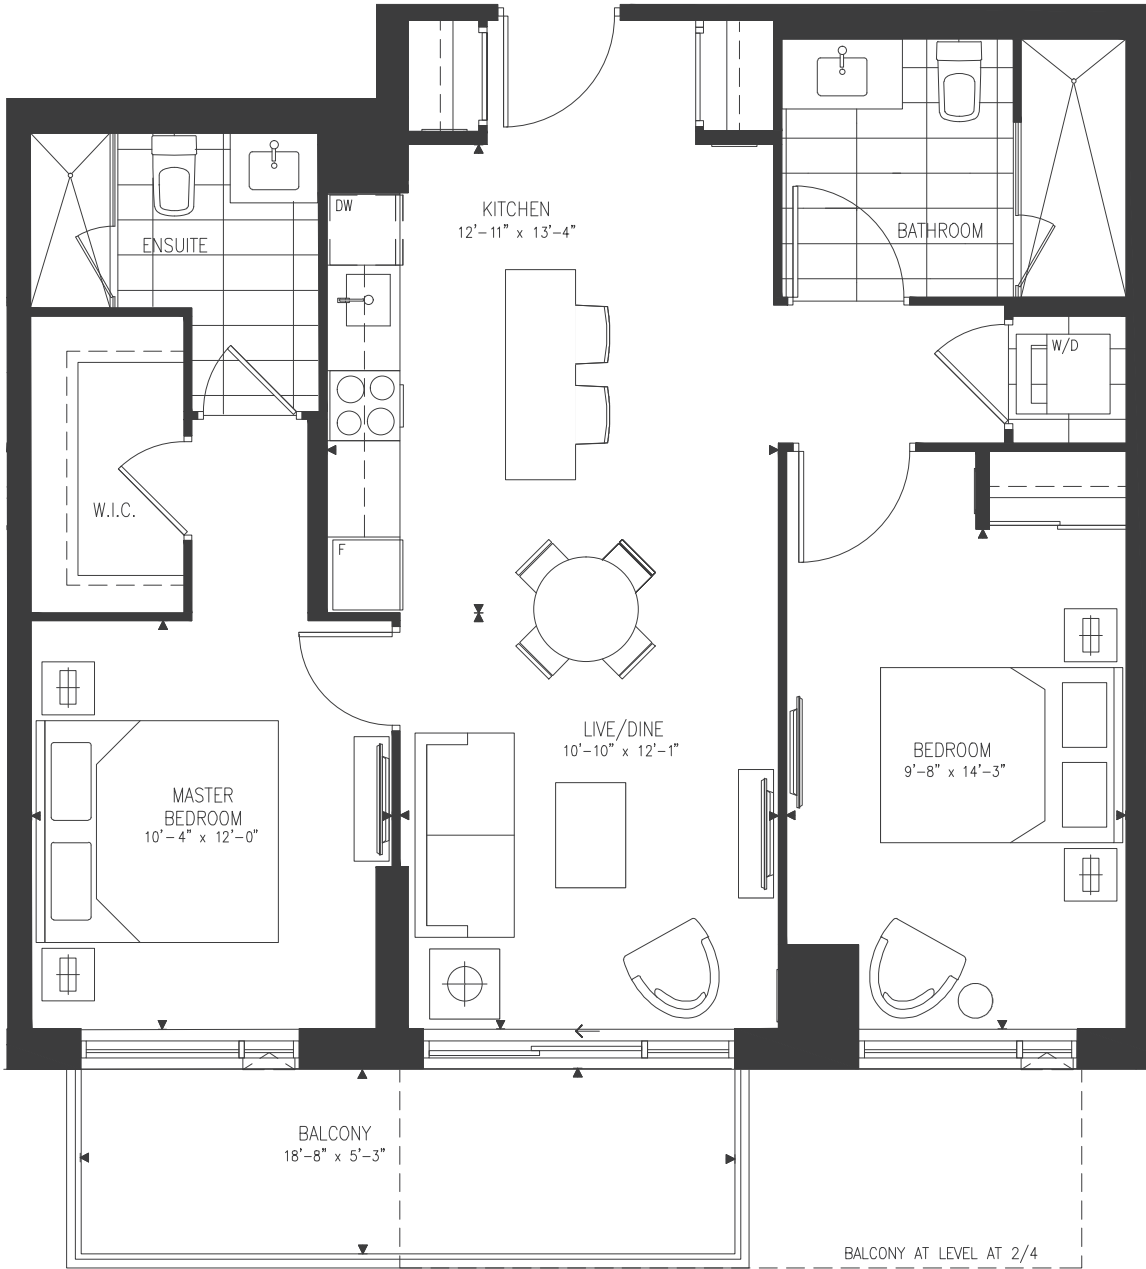 DW
KITCHEN
12'-11" x 13'-4"
BATHROOM
ENSUITE
W/D
W.I.C.
F
LIVE/DINE
10'-10" x 12'-1"
BEDROOM
9'-8" x 14'-3"
MASTER
BEDROOM
10'-4" x 12'-0"
BALCONY
18'-8" x 5'-3"
BALCONY AT LEVEL AT 2/4